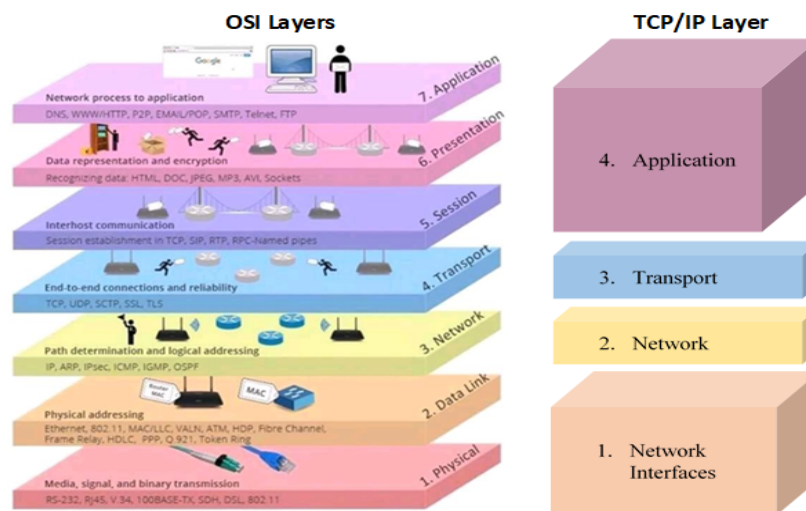 OSI Layers
TCP/IP Layer
Google
7. Application
Network process to application
DNS, WWW/HTTP, P2P, EMAIL/POP, SMTP, Telnet, FTP
6. Presentation
Data representation and encryption
Recognizing data: HTML, DOC, JPEG, MP3, AVI, Sockets
5. Session
Interhost communication
Session establishment in TCP, SIP, RTP, RPC-Named pipes
4. Transport
End-to-end connections and reliability
TCP, UDP, SCTP, SSL, TLS
3. Network
Path determination and logical addressing
IP, ARP, IPsec, ICMP, IGMP, OSPF
Router
MAC
MAC
2. Data Link
Physical addressing
Ethernet, 802.11, MAC/LLC, VALN, ATM, HDP, Fibre Channel,
Frame Relay, HDLC, PPP, Q.921, Token Ring
1. Physical
Media, signal, and binary transmission
RS-232, RJ45, V.34, 100BASE-TX, SDH, DSL, 802.11
4. Application
3. Transport
2. Network
1. Network
Interfaces